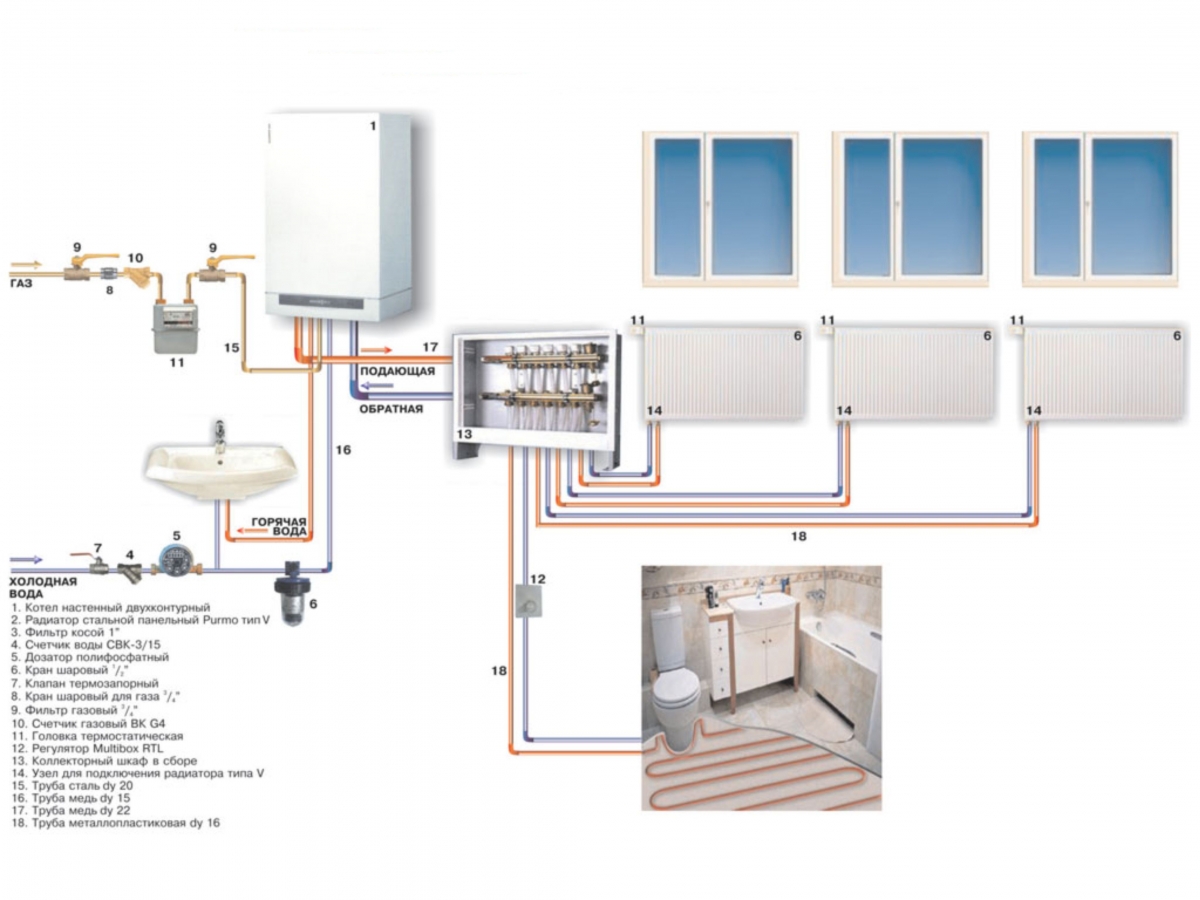 1
9
9
10
ГАЗ
8
11
15
17
ПОДАЮЩАЯ
ОБРАТНАЯ
13
16
11
6
11
6
11
6
14
14
14
18
ГОРЯЧАЯ
ВОДА
7
4
5
6
12
18
ХОЛОДНАЯ
ВОДА
1. Котел настенный двухконтурный
2. Радиатор стальной панельный Purmo тип V
3. Фильтр косой 1"
4. Счетчик воды СВК-3/15
5. Дозатор полифосфатный
6. Кран шаровый 1/2"
7. Клапан термозапорный
8. Кран шаровый для газа 3/4"
9. Фильтр газовый 3/4"
10. Счетчик газовый BK G4
11. Головка термостатическая
12. Регулятор Multibox RTL
13. Коллекторный шкаф в сборе
14. Узел для подключения радиатора типа V
15. Труба сталь dy 20
16. Труба медь dy 15
17. Труба медь dy 22
18. Труба металлопластиковая dy 16